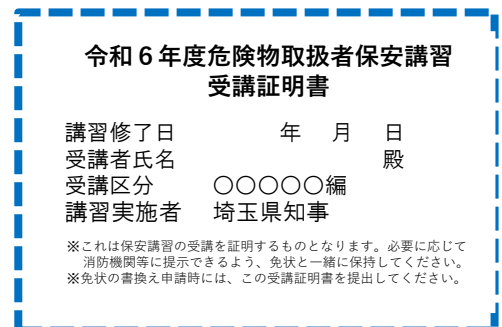 令和６年度危険物取扱者保安講習
受講証明書
講習修了日　　　　年　月　日
受講者氏名　　　　　　　　殿
受講区分　〇〇〇〇〇編
講習実施者　埼玉県知事
※これは保安講習の受講を証明するものとなります。必要に応じて
消防機関等に提示できるよう、免状と一緒に保持してください。
※免状の書換え申請時には、この受講証明書を提出してください。